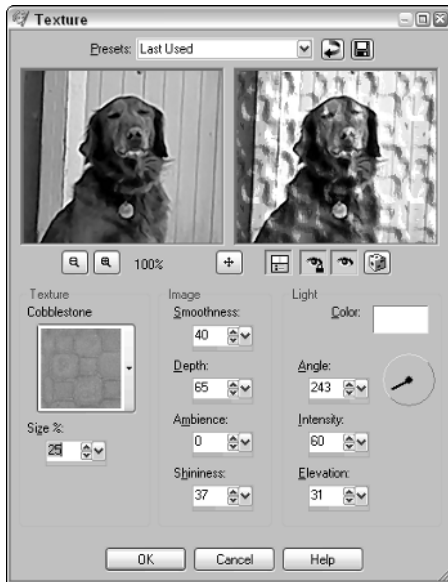 Texture
Presets: Last Used
100%
Texture
Cobblestone
Size %:
25
Image
Smoothness:
40
Depth:
65
Ambience:
0
Shininess:
37
Light
Color:
Angle:
243
Intensity:
60
Elevation:
31
OK
Cancel
Help